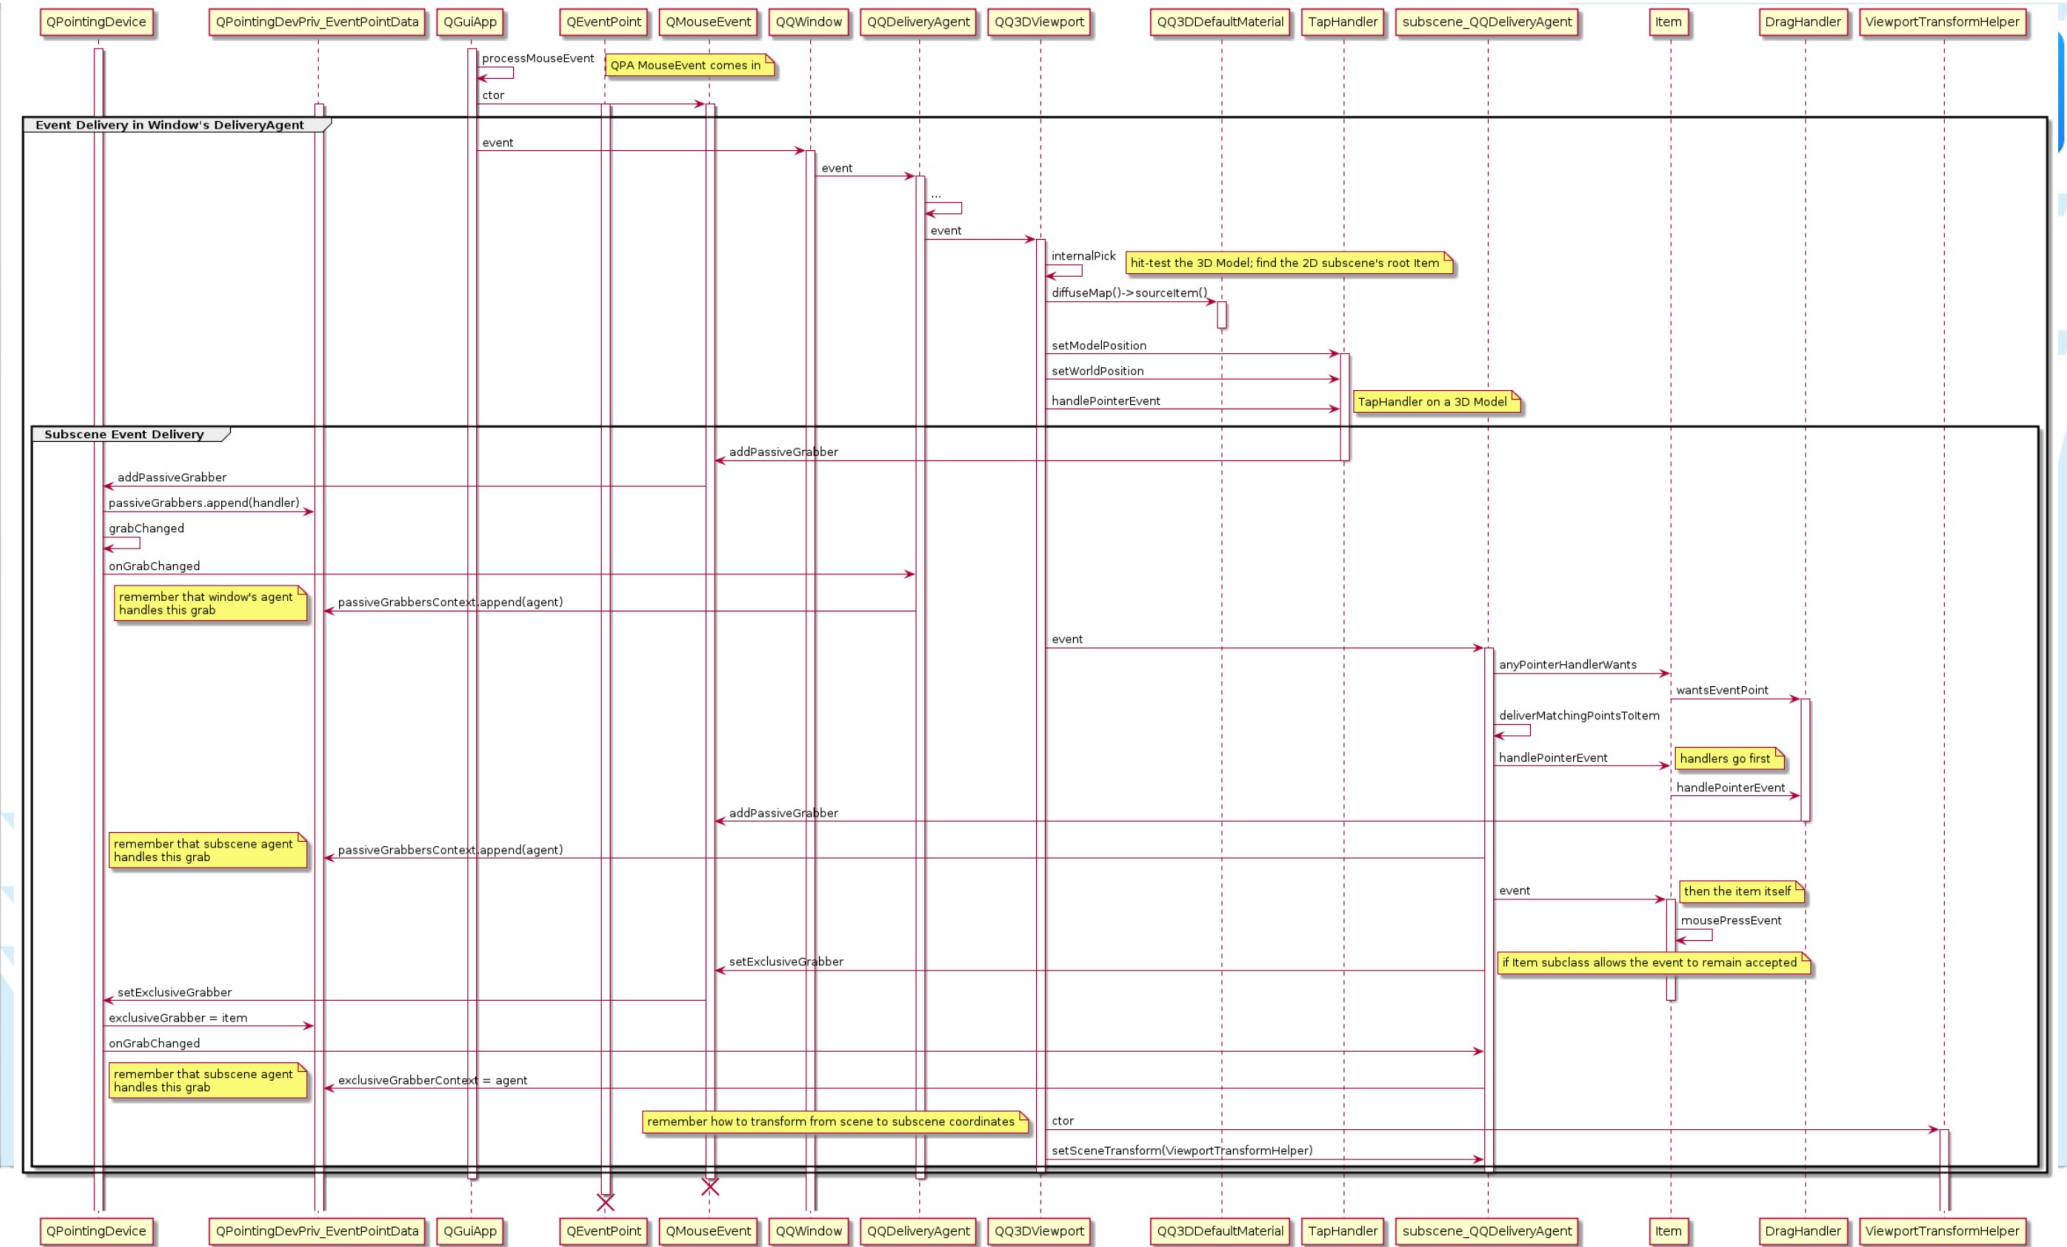 QPointingDevice
QPointingDevPriv_EventPointData
QGuiApp
QEventPoint
QMouseEvent
QQWindow
QQDeliveryAgent
QQ3DViewport
QQ3DDefaultMaterial
TapHandler
subscene_QQDeliveryAgent
Item
DragHandler
ViewportTransformHelper
processMouseEvent
QPA MouseEvent comes in
ctor
Event Delivery in Window's DeliveryAgent
event
event
...
event
internalPick
hit-test the 3D Model; find the 2D subscene's root Item
diffuseMap()->sourceItem()
setModelPosition
setWorldPosition
handlePointerEvent
TapHandler on a 3D Model
Subscene Event Delivery
addPassiveGrabber
addPassiveGrabber
passiveGrabbers.append(handler)
grabChanged
onGrabChanged
remember that window's agent
handles this grab
passiveGrabbersContext.append(agent)
event
anyPointerHandlerWants
wantsEventPoint
deliverMatchingPointsToItem
handlePointerEvent
handlers go first
handlePointerEvent
addPassiveGrabber
remember that subscene agent
handles this grab
passiveGrabbersContext.append(agent)
event
then the item itself
mousePressEvent
setExclusiveGrabber
if Item subclass allows the event to remain accepted
setExclusiveGrabber
exclusiveGrabber = item
onGrabChanged
remember that subscene agent
handles this grab
exclusiveGrabberContext = agent
remember how to transform from scene to subscene coordinates
ctor
setSceneTransform(ViewportTransformHelper)
QPointingDevice
QPointingDevPriv_EventPointData
QGuiApp
QEventPoint
QMouseEvent
QQWindow
QQDeliveryAgent
QQ3DViewport
QQ3DDefaultMaterial
TapHandler
subscene_QQDeliveryAgent
Item
DragHandler
ViewportTransformHelper